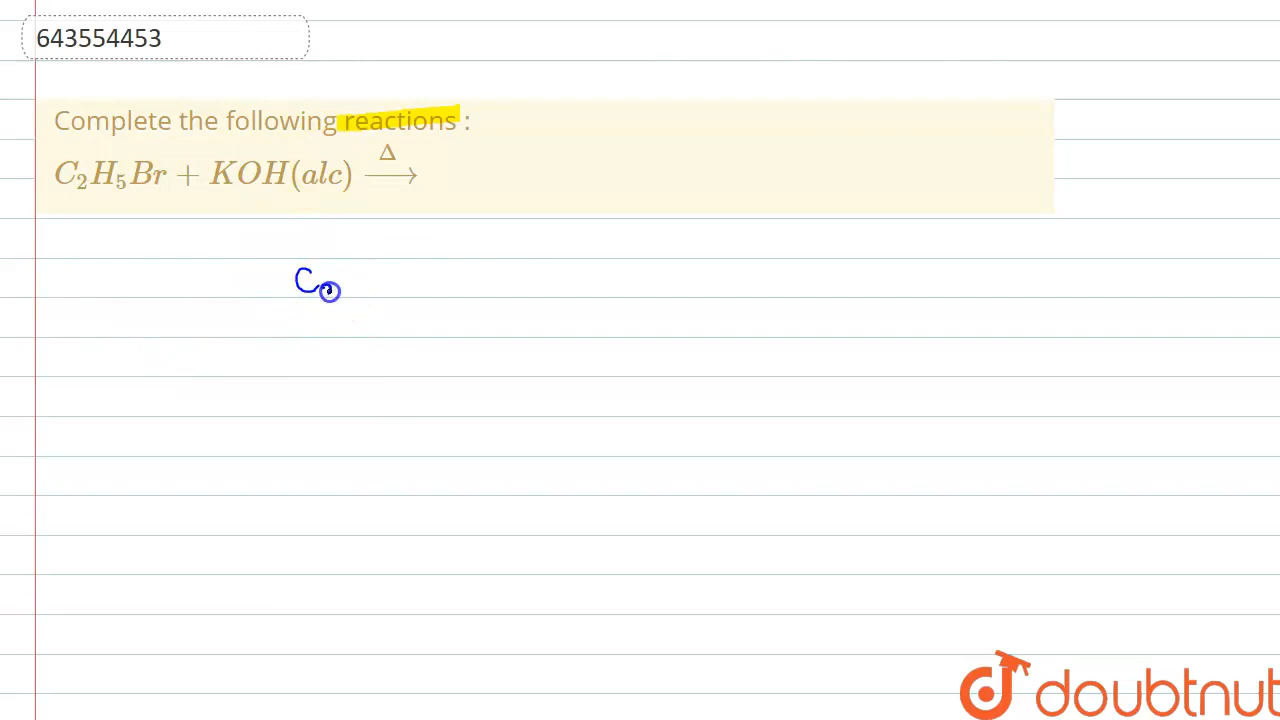 643554453
Complete the following reactions :
C₂H₅Br + KOH(alc) —Δ→
C
doubtnut